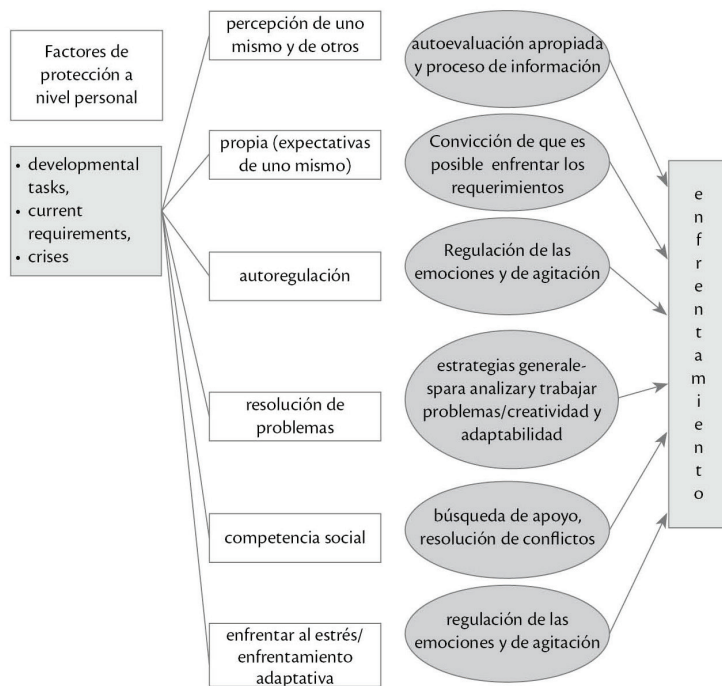 Factores de
protección a
nivel personal
• developmental
tasks,
• current
requirements,
• crises
percepción de uno
mismo y de otros
propia (expectativas
de uno mismo)
autoregulación
resolución de
problemas
competencia social
enfrentar al estrés/
enfrentamiento
adaptativa
autoevaluación apropiada
y proceso de información
Convicción de que es
posible enfrentar los
requerimientos
Regulación de las
emociones y de agitación
estrategias generale-
spara analizar y trabajar
problemas/creatividad y
adaptabilidad
búsqueda de apoyo,
resolución de conflictos
regulación de las
emociones y de agitación
enfrentamiento